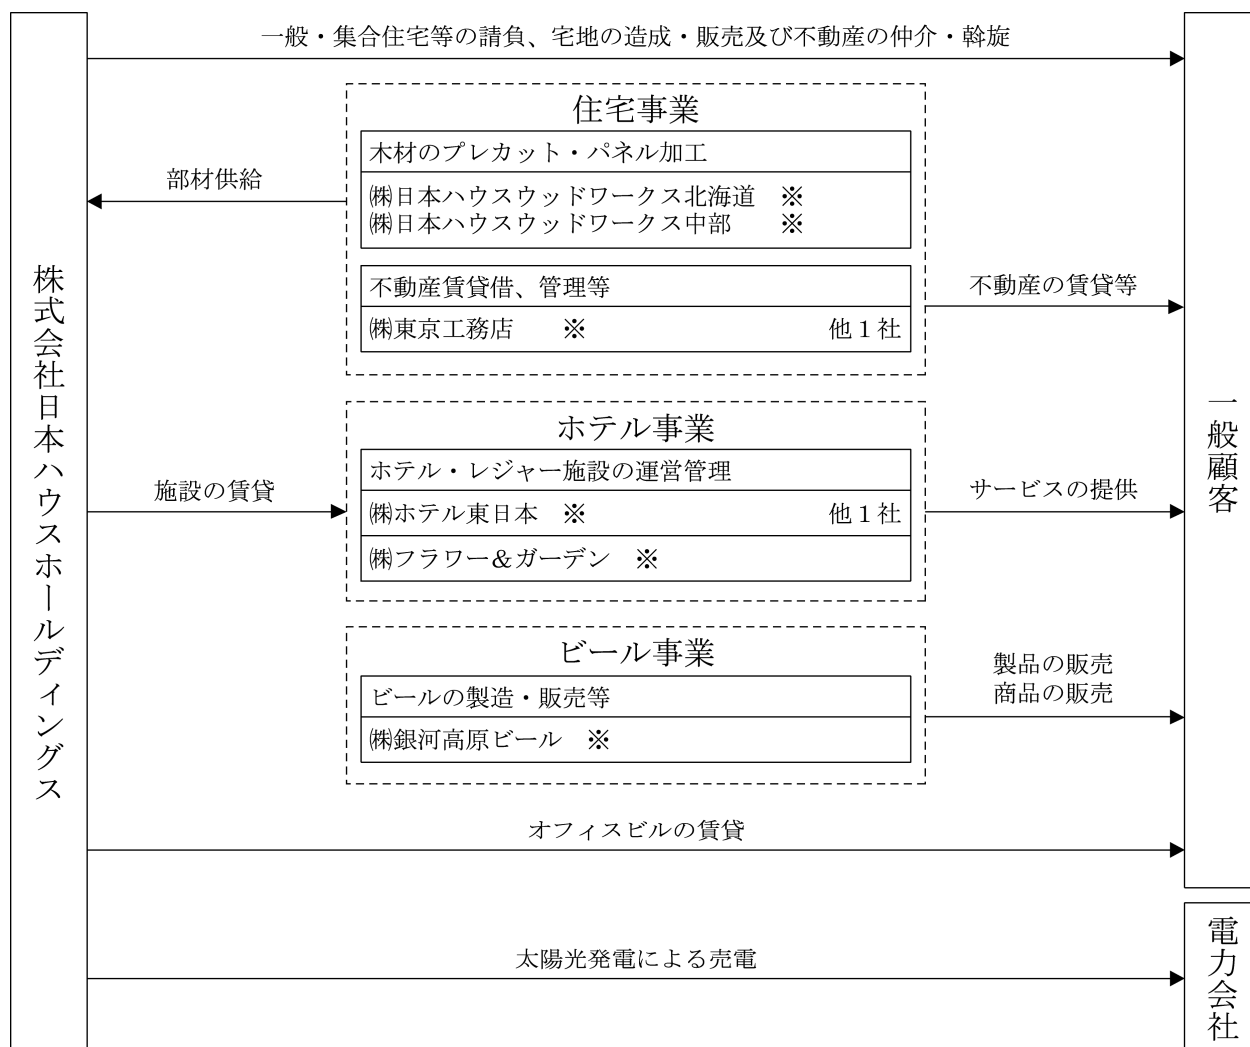 一般・集合住宅等の請負、宅地の造成・販売及び不動産の仲介・斡旋
株式会社日本ハウスホールディングス
住宅事業
木材のプレカット・パネル加工
㈱日本ハウスウッドワークス北海道 ※
㈱日本ハウスウッドワークス中部 ※
部材供給
不動産賃貸借、管理等
㈱東京工務店 ※ 他1社
不動産の賃貸等
ホテル事業
ホテル・レジャー施設の運営管理
㈱ホテル東日本 ※ 他1社
㈱フラワー&ガーデン ※
施設の賃貸
サービスの提供
ビール事業
ビールの製造・販売等
㈱銀河高原ビール ※
製品の販売
商品の販売
オフィスビルの賃貸
一般顧客
太陽光発電による売電
電力会社